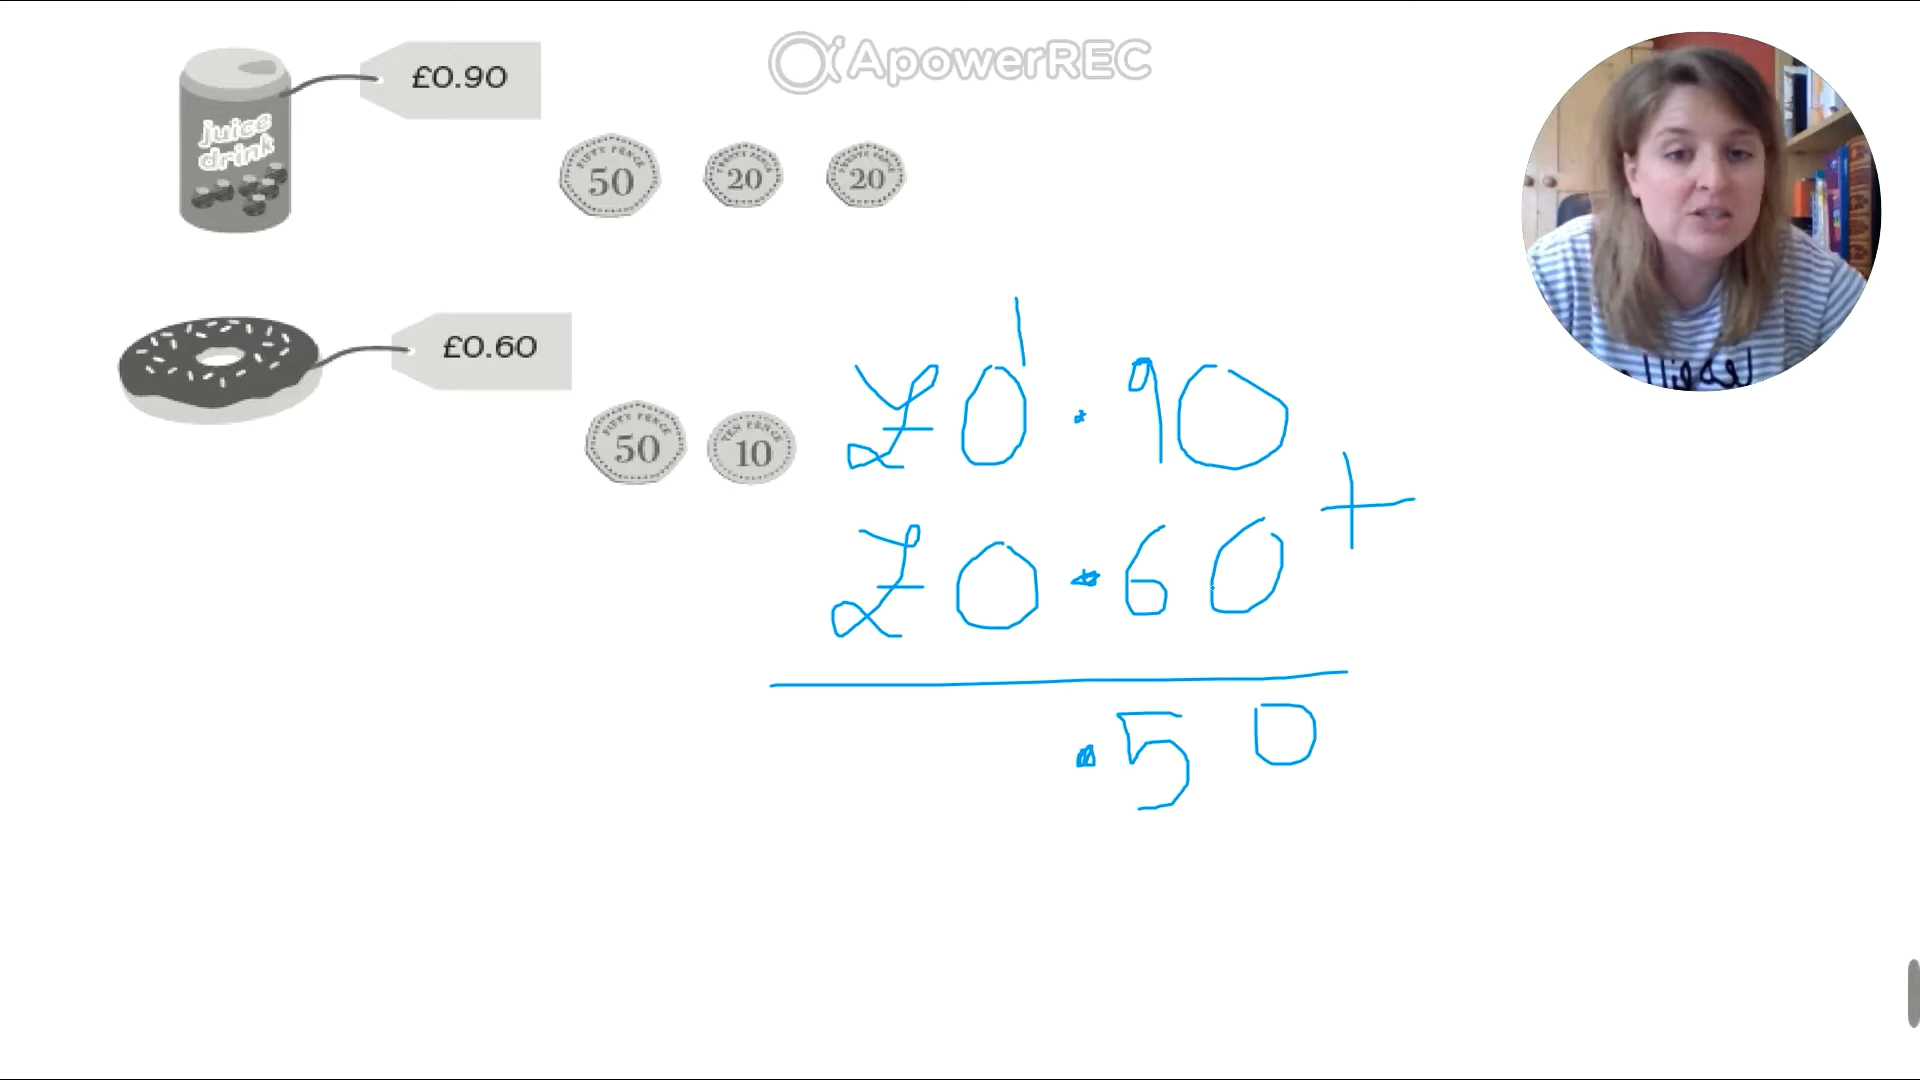 ApowerREC
£0.90
juice
drink
FIFTY PENCE
50
TWENTY PENCE
20
TWENTY PENCE
20
£0.60
FIFTY PENCE
50
TEN PENCE
10
1
£0.90
+
£0.60
.50